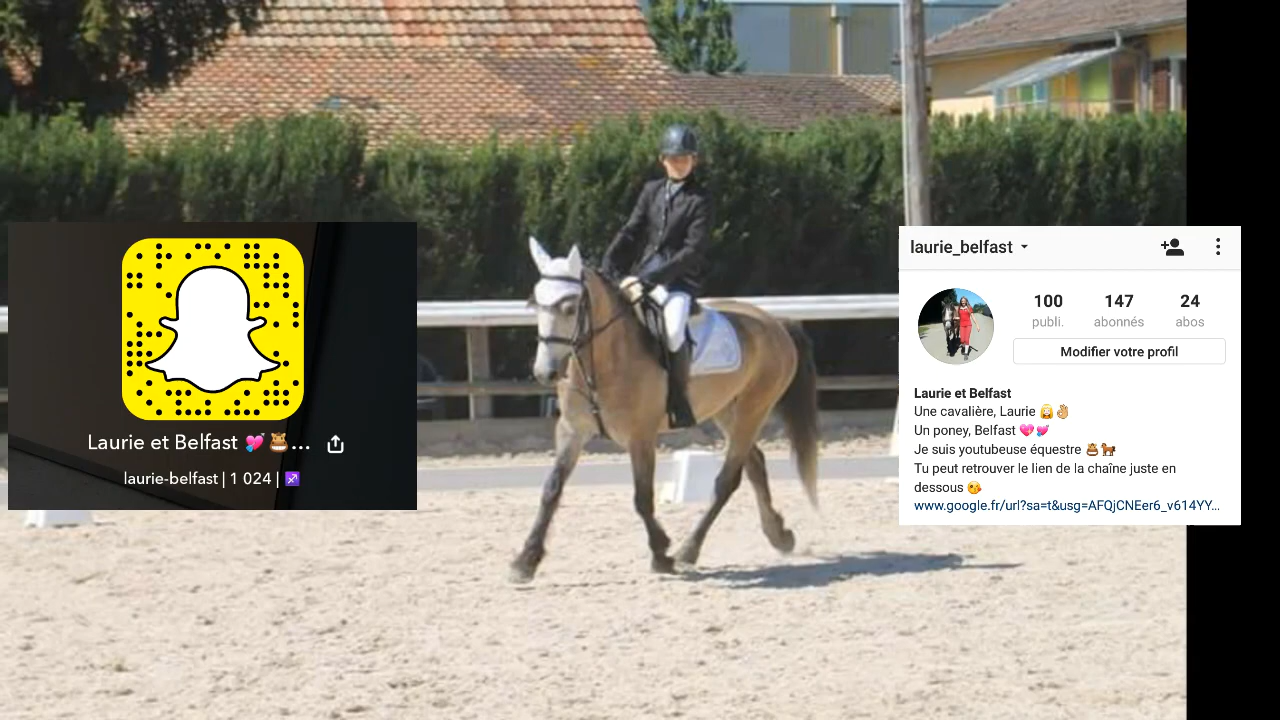 Laurie et Belfast 💘🐴...
laurie-belfast | 1 024 | ♐
laurie_belfast
100 147 24
publi. abonnés abos
Modifier votre profil
Laurie et Belfast
Une cavalière, Laurie 👸👌
Un poney, Belfast 💖💘
Je suis youtubeuse équestre 🐴🐎
Tu peut retrouver le lien de la chaîne juste en
dessous 😘
www.google.fr/url?sa=t&usg=AFQjCNEer6_v614YY...